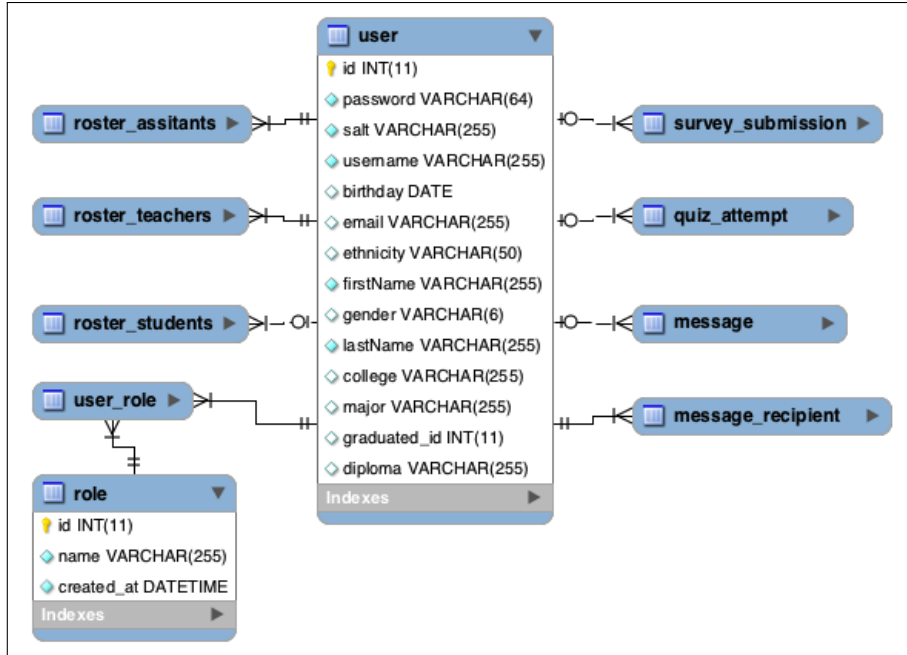 user
id INT(11)
password VARCHAR(64)
salt VARCHAR(255)
username VARCHAR(255)
birthday DATE
email VARCHAR(255)
ethnicity VARCHAR(50)
firstName VARCHAR(255)
gender VARCHAR(6)
lastName VARCHAR(255)
college VARCHAR(255)
major VARCHAR(255)
graduated_id INT(11)
diploma VARCHAR(255)
Indexes
roster_assitants
roster_teachers
roster_students
user_role
role
id INT(11)
name VARCHAR(255)
created_at DATETIME
Indexes
survey_submission
quiz_attempt
message
message_recipient